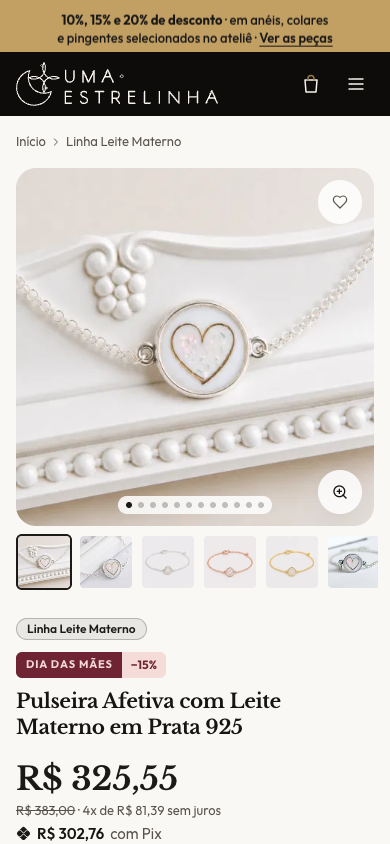 10%, 15% e 20% de desconto · em anéis, colares
e pingentes selecionados no ateliê · Ver as peças
UMA
ESTRELINHA
Início > Linha Leite Materno
Linha Leite Materno
DIA DAS MÃES −15%
Pulseira Afetiva com Leite
Materno em Prata 925
R$ 325,55
R$ 383,00 · 4x de R$ 81,39 sem juros
R$ 302,76 com Pix